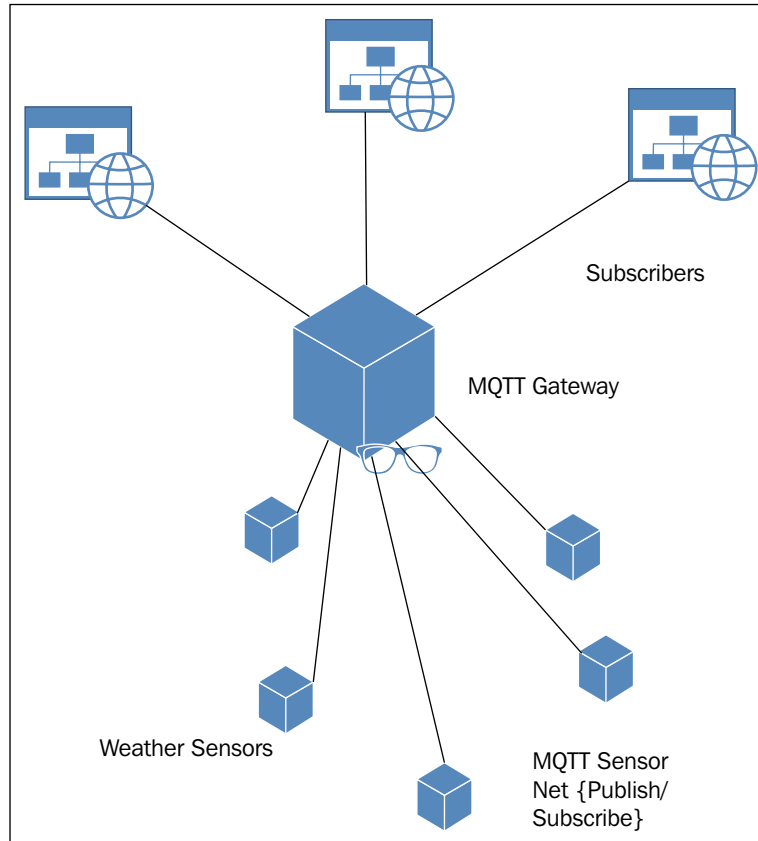 Subscribers
MQTT Gateway
Weather Sensors
MQTT Sensor
Net {Publish/
Subscribe}